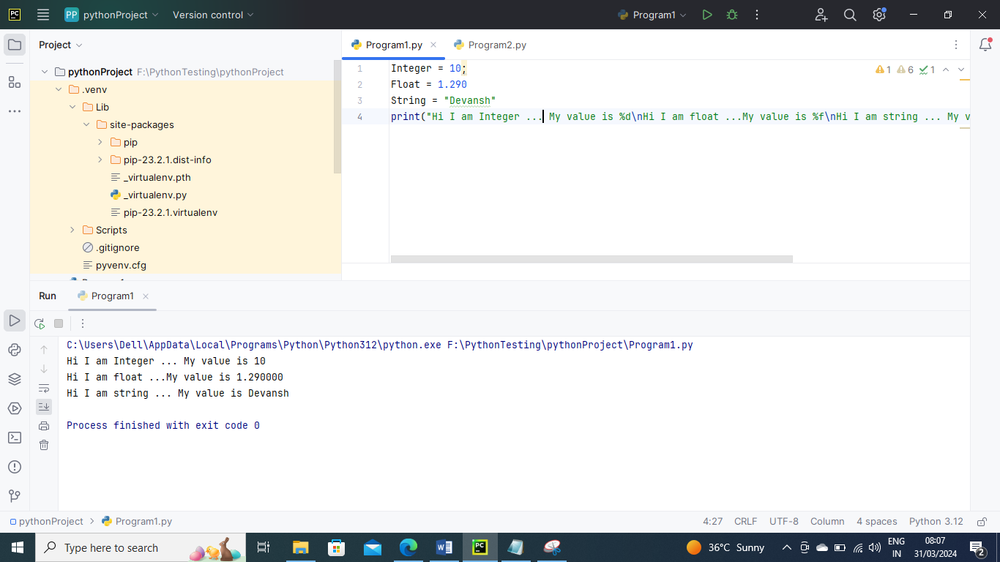 PC PP pythonProject Version control Program1
Project
Program1.py Program2.py
pythonProject F:\PythonTesting\pythonProject
.venv
Lib
site-packages
pip
pip-23.2.1.dist-info
_virtualenv.pth
_virtualenv.py
pip-23.2.1.virtualenv
Scripts
.gitignore
pyvenv.cfg
1 Integer = 10;
2 Float = 1.290
3 String = "Devansh"
4 print("Hi I am Integer ... My value is %d\nHi I am float ...My value is %f\nHi I am string ... My v
1 6 1
Run Program1
C:\Users\Dell\AppData\Local\Programs\Python\Python312\python.exe F:\PythonTesting\pythonProject\Program1.py
Hi I am Integer ... My value is 10
Hi I am float ...My value is 1.290000
Hi I am string ... My value is Devansh
Process finished with exit code 0
pythonProject > Program1.py 4:27 CRLF UTF-8 Column 4 spaces Python 3.12
Type here to search
W
PC
36°C Sunny
ENG
IN
08:07
31/03/2024
2